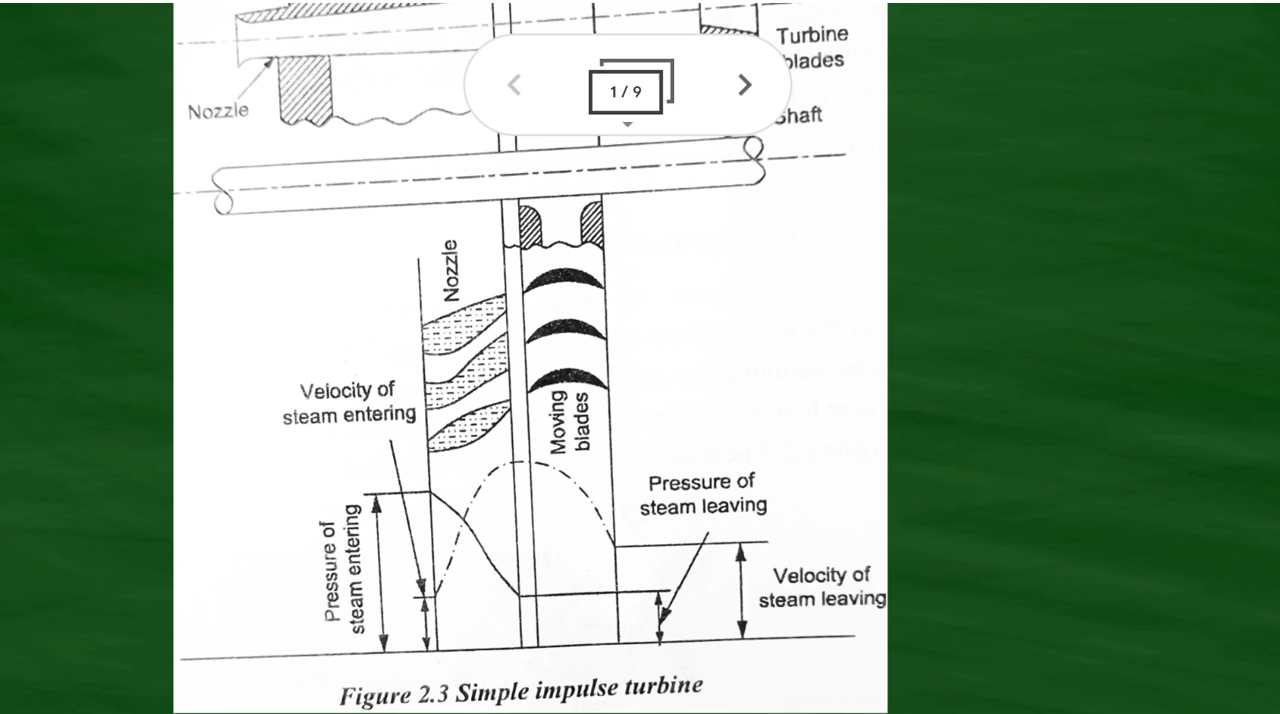 Turbine
blades
Nozzle
1 / 9
Shaft
Nozzle
Velocity of
steam entering
Moving
blades
Pressure of
steam leaving
Pressure of
steam entering
Velocity of
steam leaving
Figure 2.3 Simple impulse turbine